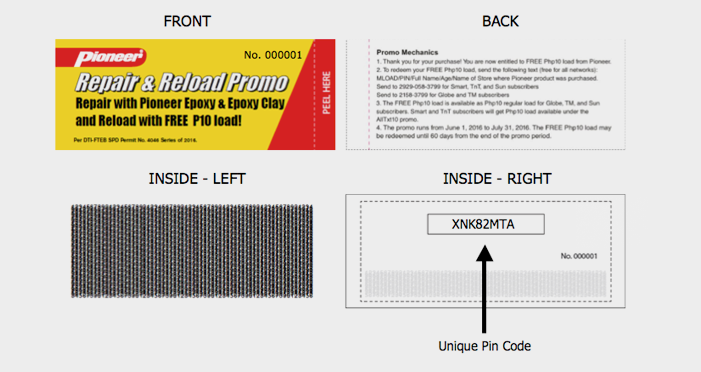 FRONT
BACK
Pioneer
No. 000001
Repair & Reload Promo
Repair with Pioneer Epoxy & Epoxy Clay
and Reload with FREE P10 load!
Per DTI-FTEB SPD Permit No. 4046 Series of 2016.
PEEL HERE
Promo Mechanics
1. Thank you for your purchase! You are now entitled to FREE Php10 load from Pioneer.
2. To redeem your FREE Php10 load, send the following text (free for all networks):
MLOAD/PIN/Full Name/Age/Name of Store where Pioneer product was purchased.
Send to 2929-058-3799 for Smart, TNT, and Sun subscribers
Send to 2158-3799 for Globe and TM subscribers
3. The FREE Php10 load is available as Php10 regular load for Globe, TM, and Sun
subscribers. Smart and TNT subscribers will get Php10 load available under the
AllTxt10 promo.
4. The promo runs from June 1, 2016 to July 31, 2016. The FREE Php10 load may
be redeemed until 60 days from the end of the promo period.
INSIDE - LEFT
INSIDE - RIGHT
XNK82MTA
No. 000001
Unique Pin Code